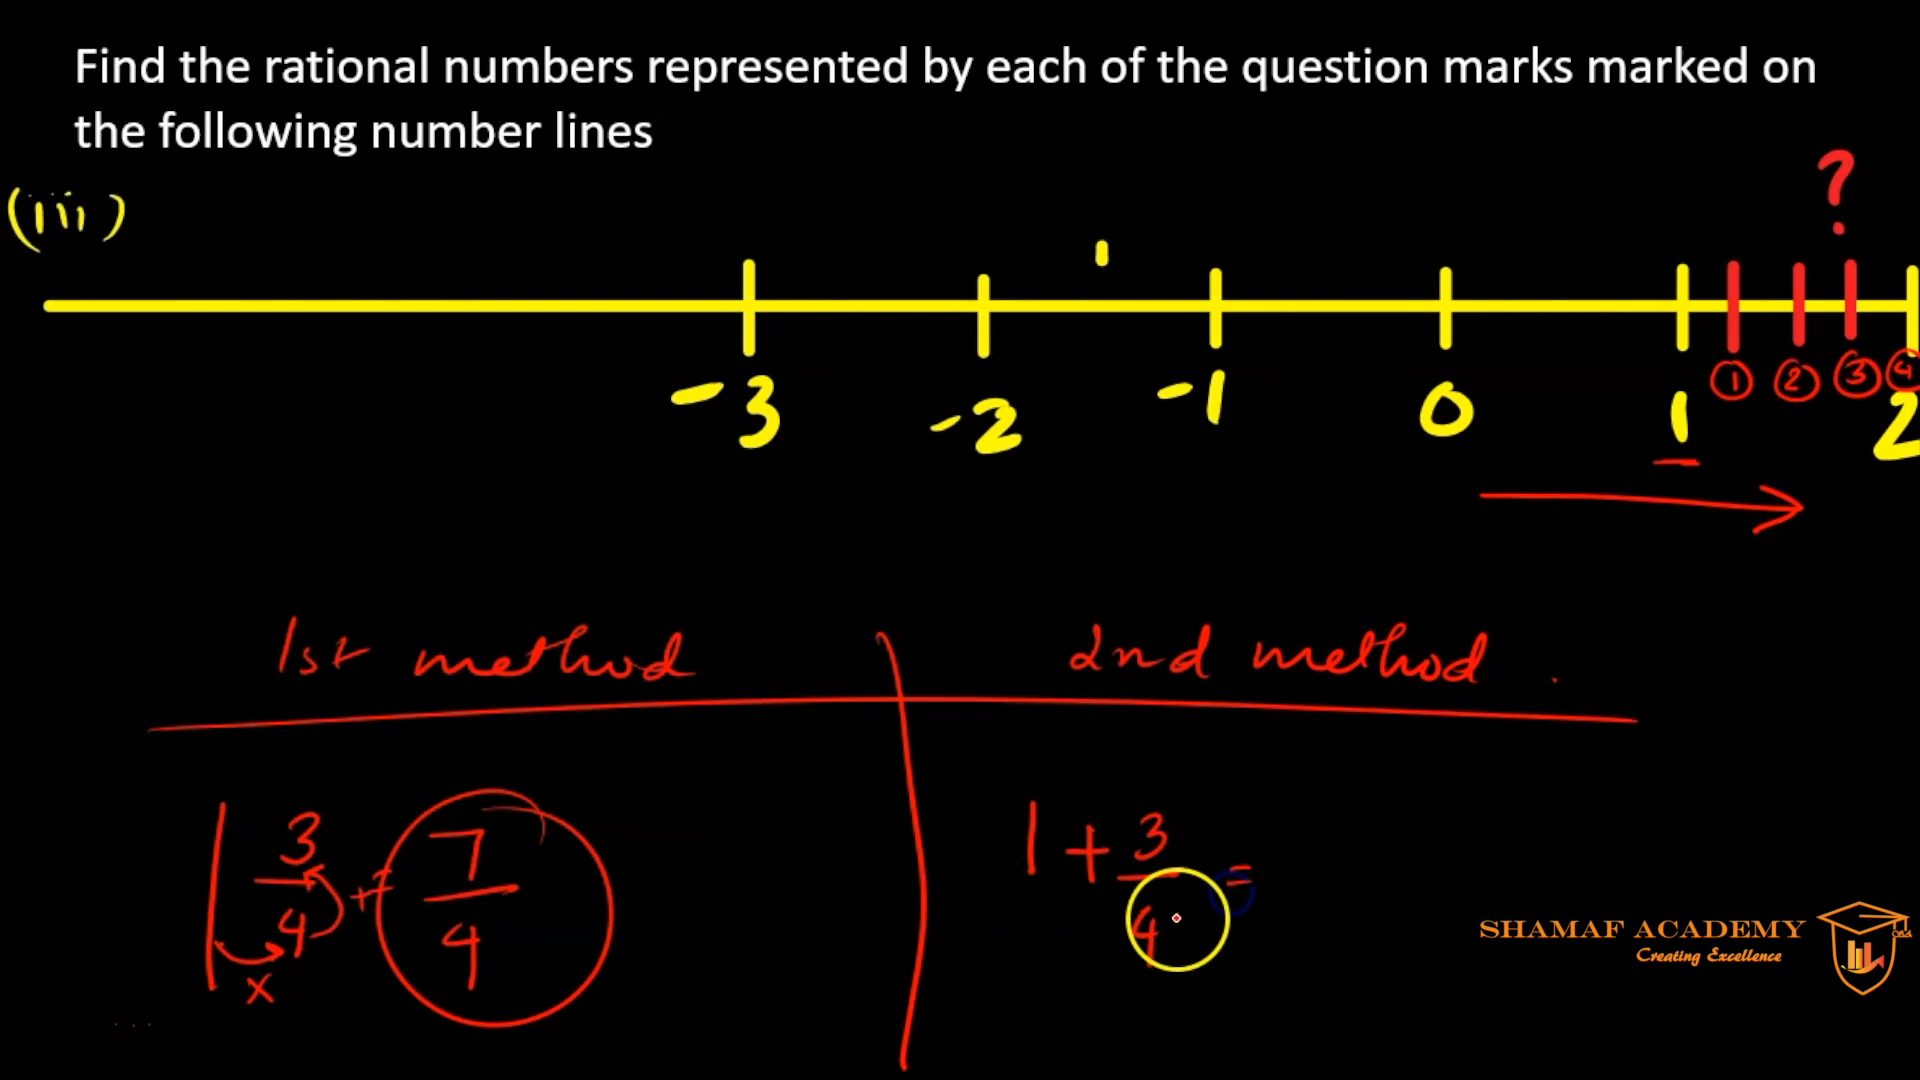 Find the rational numbers represented by each of the question marks marked on
the following number lines
?
(iii)
① ② ③ ④
-3 -2 -1 0 1 2
1st method 2nd method .
1 3/4 + = 7/4
x
1 + 3/4 =
SHAMAF ACADEMY
Creating Excellence